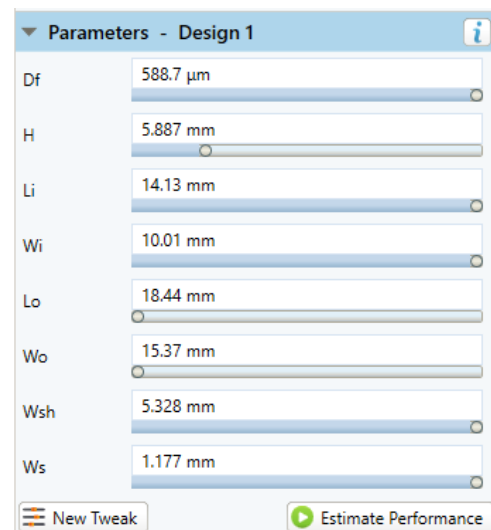 Parameters - Design 1
i
Df 588.7 µm
H 5.887 mm
Li 14.13 mm
Wi 10.01 mm
Lo 18.44 mm
Wo 15.37 mm
Wsh 5.328 mm
Ws 1.177 mm
New Tweak Estimate Performance